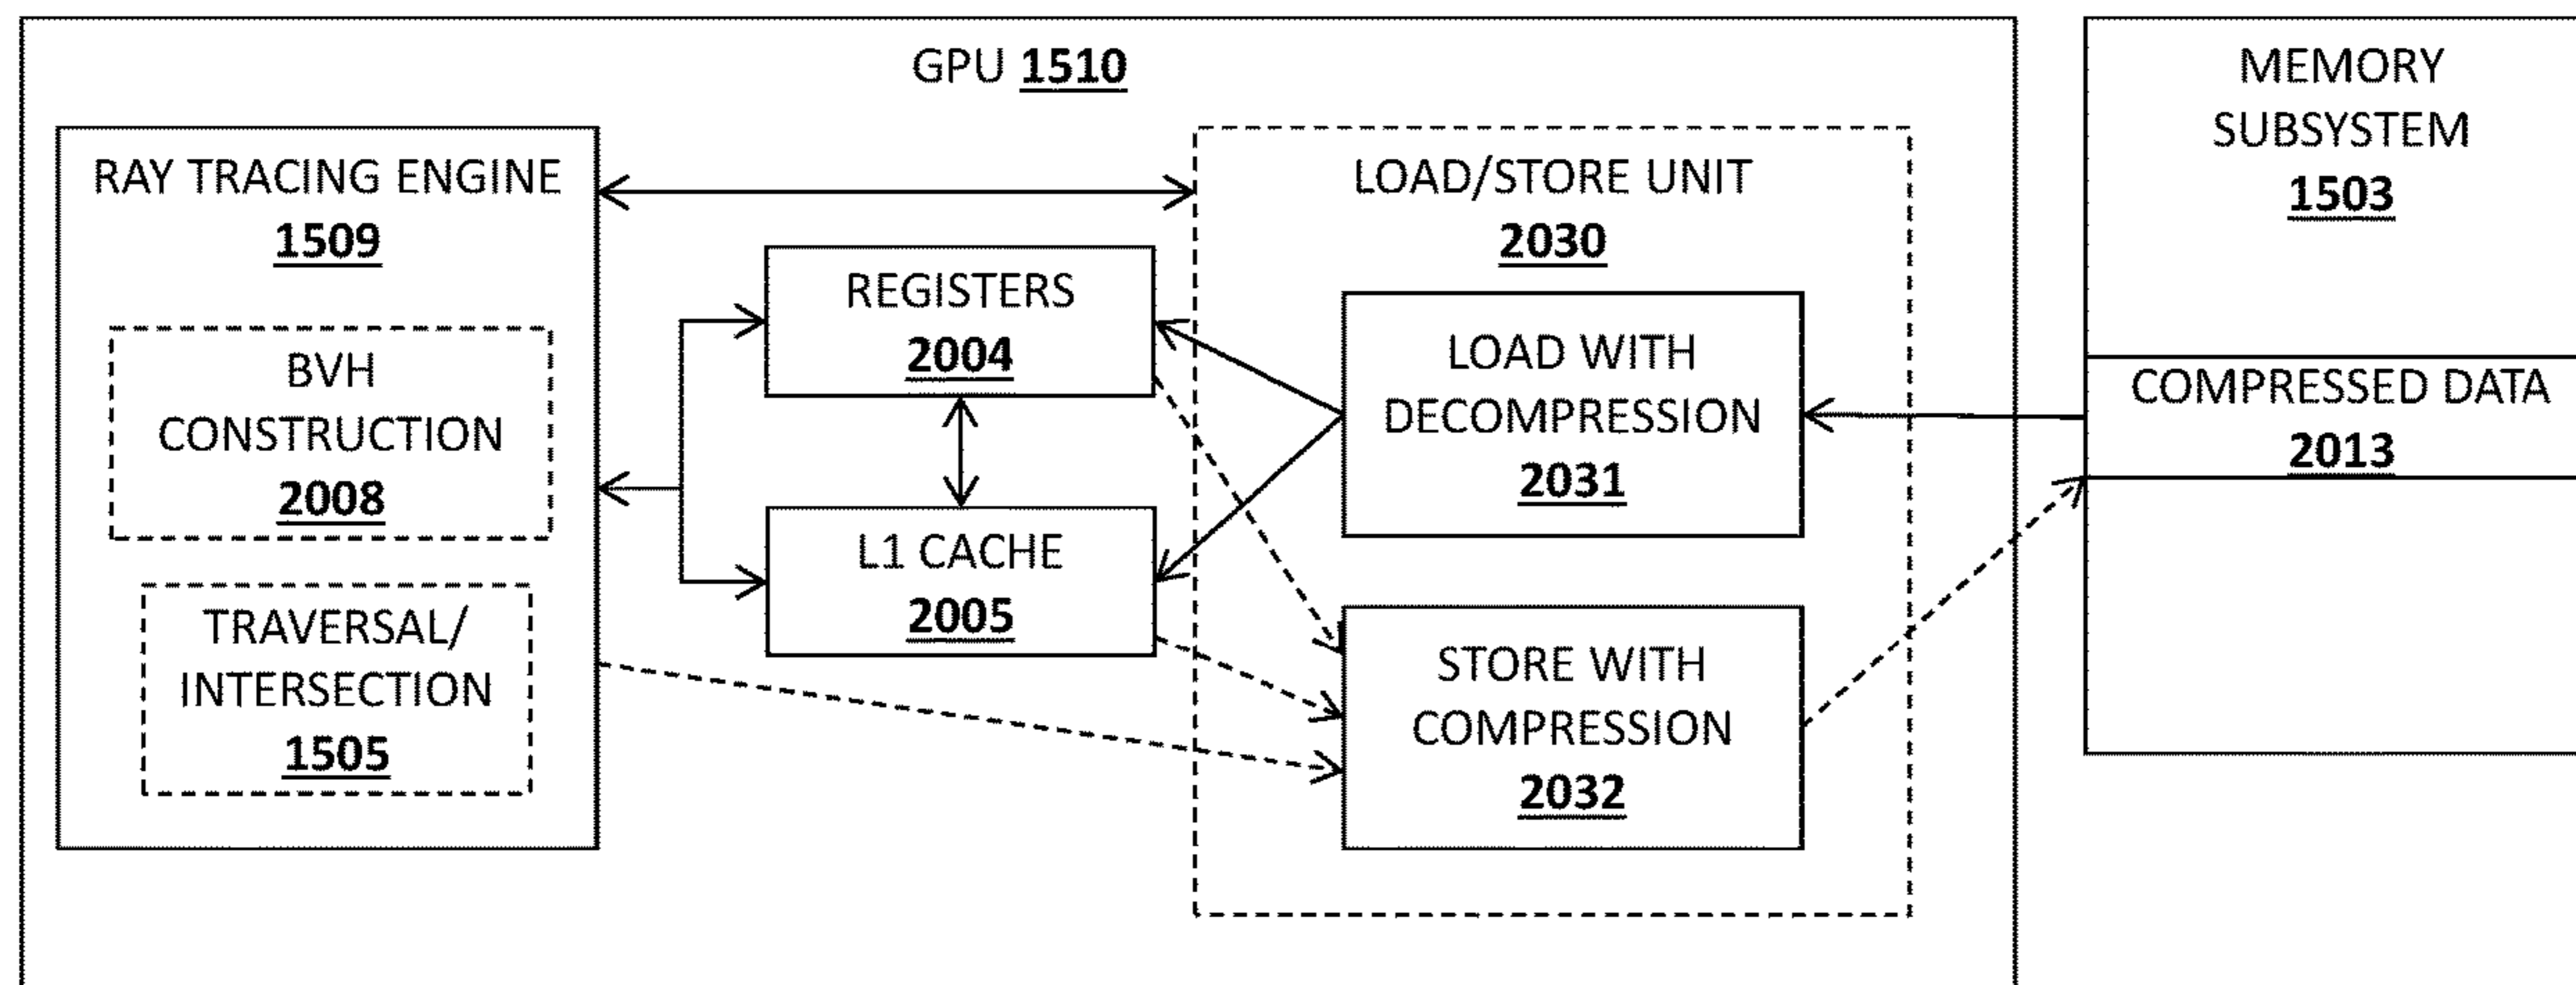 GPU 1510
RAY TRACING ENGINE
1509
BVH
CONSTRUCTION
2008
TRAVERSAL/
INTERSECTION
1505
REGISTERS
2004
L1 CACHE
2005
LOAD/STORE UNIT
2030
LOAD WITH
DECOMPRESSION
2031
STORE WITH
COMPRESSION
2032
MEMORY
SUBSYSTEM
1503
COMPRESSED DATA
2013